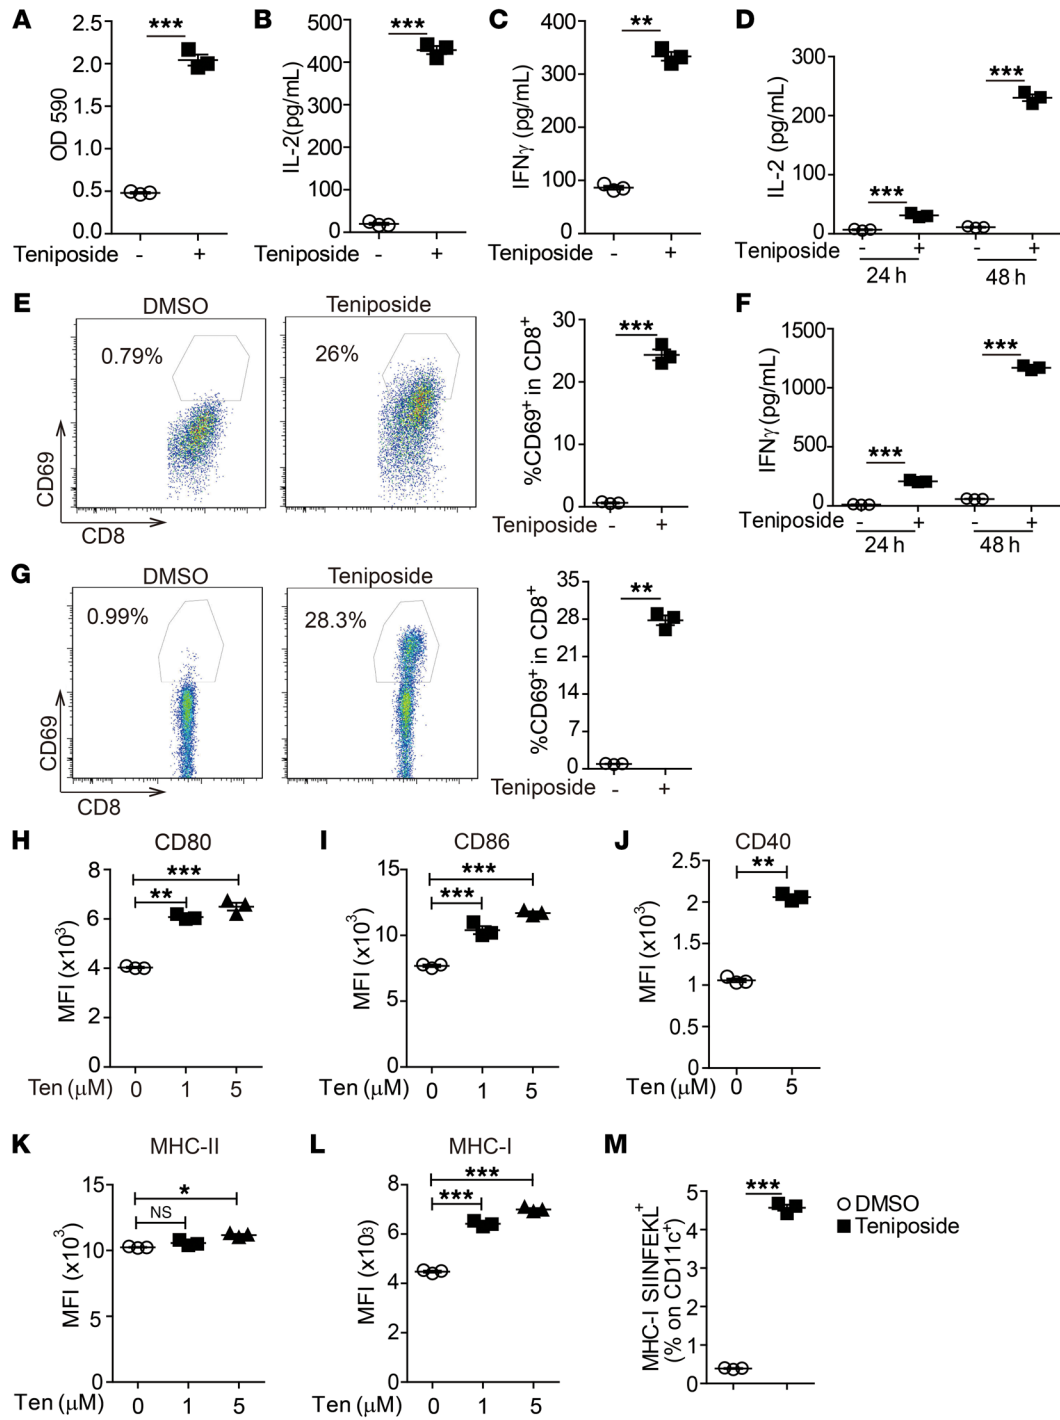 A
***
OD 590
2.5
2.0
1.5
1.0
0.5
0.0
Teniposide - +
B
***
IL-2(pg/mL)
500
400
300
200
100
0
Teniposide - +
C
**
IFNγ (pg/mL)
400
300
200
100
0
- +
D
***
***
IL-2 (pg/mL)
300
200
100
0
Teniposide - + - +
24 h 48 h
E
DMSO
0.79%
Teniposide
26%
CD69
CD8
***
%CD69+ in CD8+
30
20
10
0
Teniposide - +
F
***
***
IFNγ (pg/mL)
1500
1000
500
0
Teniposide - + - +
24 h 48 h
G
DMSO
0.99%
Teniposide
28.3%
CD69
CD8
**
%CD69+ in CD8+
35
28
21
14
7
0
Teniposide - +
H
CD80
***
**
MFI (x10³)
8
6
4
2
0
Ten (μM) 0 1 5
I
CD86
***
***
MFI (x10³)
15
10
5
0
0 1 5
J
CD40
**
MFI (x10³)
2.5
2
1.5
1
0.5
0
Ten (μM) 0 5
K
MHC-II
*
NS
MFI (x10³)
15
10
5
0
Ten (μM) 0 1 5
L
MHC-I
***
***
MFI (x103)
8
6
4
2
0
Ten (μM) 0 1 5
M
***
MHC-I SIINFEKL+
(% on CD11c+)
5
4
3
2
1
0
DMSO
Teniposide